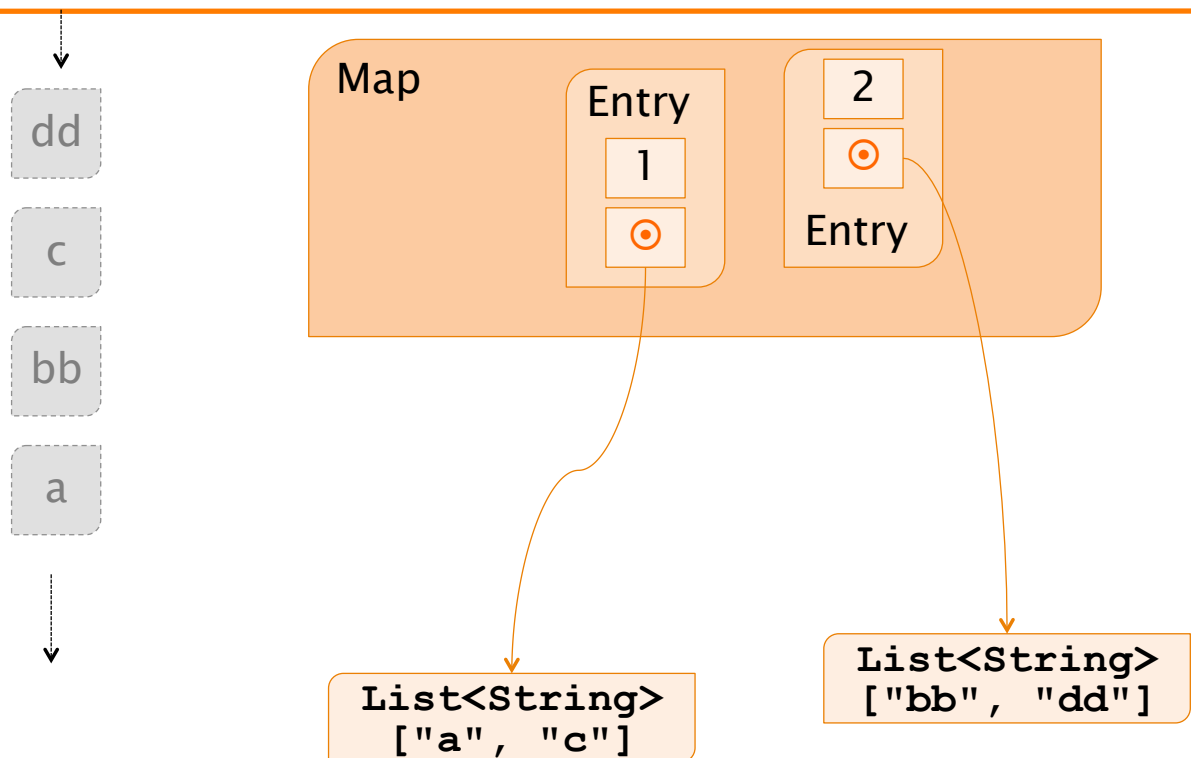 dd
c
bb
a
Map
Entry
1
2
Entry
List<String>
["a", "c"]
List<String>
["bb", "dd"]